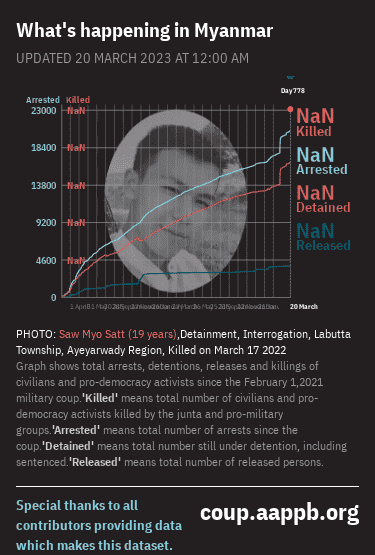 What's happening in Myanmar
UPDATED 20 MARCH 2023 AT 12:00 AM
Day778
Arrested Killed
23000 NaN
18400 NaN
13800 NaN
9200 NaN
4600 NaN
0
NaN
Killed
NaN
Arrested
NaN
Detained
NaN
Released
20 March
PHOTO: Saw Myo Satt (19 years),Detainment, Interrogation, Labutta
Township, Ayeyarwady Region, Killed on March 17 2022
Graph shows total arrests, detentions, releases and killings of
civilians and pro-democracy activists since the February 1,2021
military coup.'Killed' means total number of civilians and pro-
democracy activists killed by the junta and pro-military
groups.'Arrested' means total number of arrests since the
coup.'Detained' means total number still under detention, including
sentenced.'Released' means total number of released persons.
Special thanks to all
contributors providing data
which makes this dataset.
coup.aappb.org